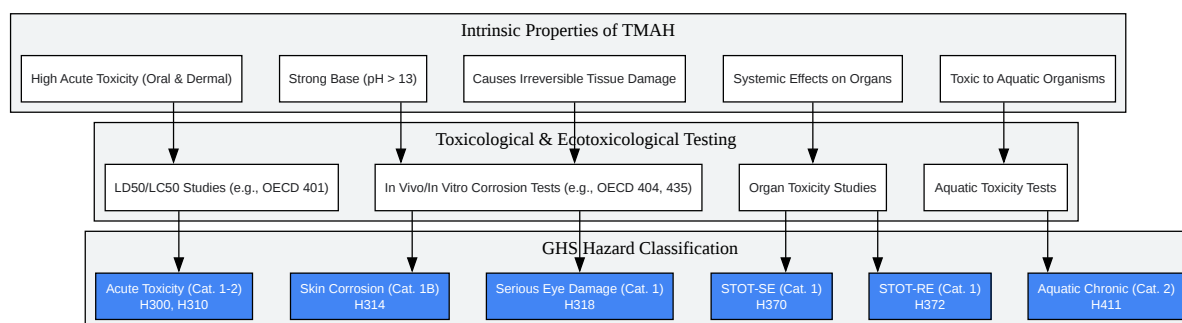 Intrinsic Properties of TMAH
High Acute Toxicity (Oral & Dermal)
Strong Base (pH > 13)
Causes Irreversible Tissue Damage
Systemic Effects on Organs
Toxic to Aquatic Organisms
Toxicological & Ecotoxicological Testing
LD50/LC50 Studies (e.g., OECD 401)
In Vivo/In Vitro Corrosion Tests (e.g., OECD 404, 435)
Organ Toxicity Studies
Aquatic Toxicity Tests
GHS Hazard Classification
Acute Toxicity (Cat. 1-2)
H300, H310
Skin Corrosion (Cat. 1B)
H314
Serious Eye Damage (Cat. 1)
H318
STOT-SE (Cat. 1)
H370
STOT-RE (Cat. 1)
H372
Aquatic Chronic (Cat. 2)
H411